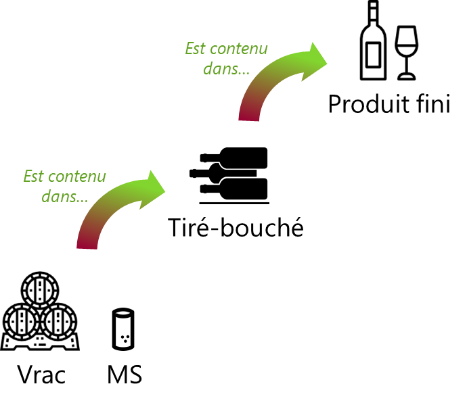 Est contenu
dans...
Produit fini
Est contenu
dans...
Tiré-bouché
Vrac
MS